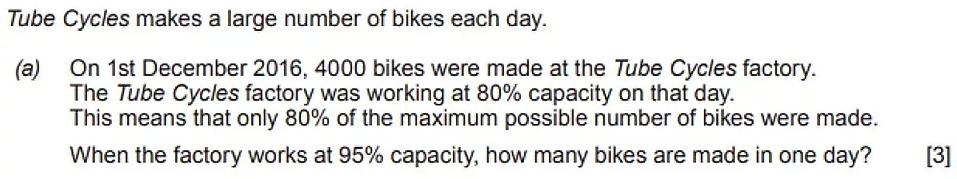 Tube Cycles makes a large number of bikes each day.
(a) On 1st December 2016, 4000 bikes were made at the Tube Cycles factory.
The Tube Cycles factory was working at 80% capacity on that day.
This means that only 80% of the maximum possible number of bikes were made.
When the factory works at 95% capacity, how many bikes are made in one day? [3]